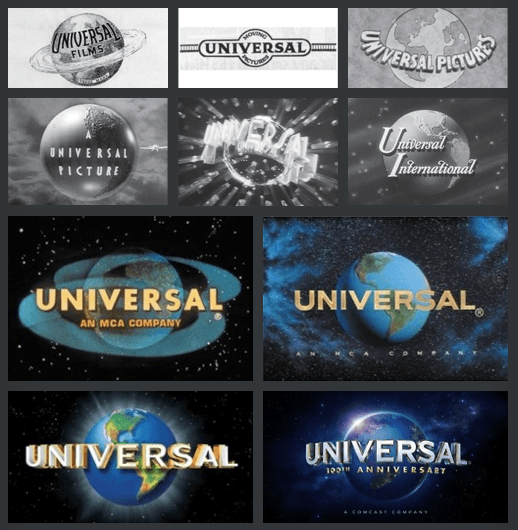 UNIVERSAL
FILMS
MOVING
UNIVERSAL
PICTURES
UNIVERSAL PICTURES
A
UNIVERSAL
PICTURE
UNIVERSAL
Universal
International
UNIVERSAL
®
AN MCA COMPANY
UNIVERSAL
®
AN MCA COMPANY
UNIVERSAL
UNIVERSAL
100TH ANNIVERSARY
A COMCAST COMPANY